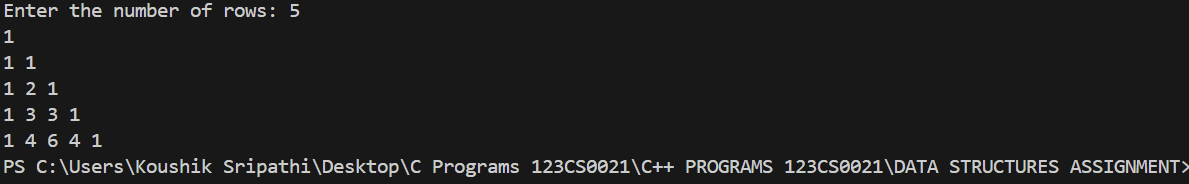 Enter the number of rows: 5
1
1 1
1 2 1
1 3 3 1
1 4 6 4 1
PS C:\Users\Koushik Sripathi\Desktop\C Programs 123CS0021\C++ PROGRAMS 123CS0021\DATA STRUCTURES ASSIGNMENT>